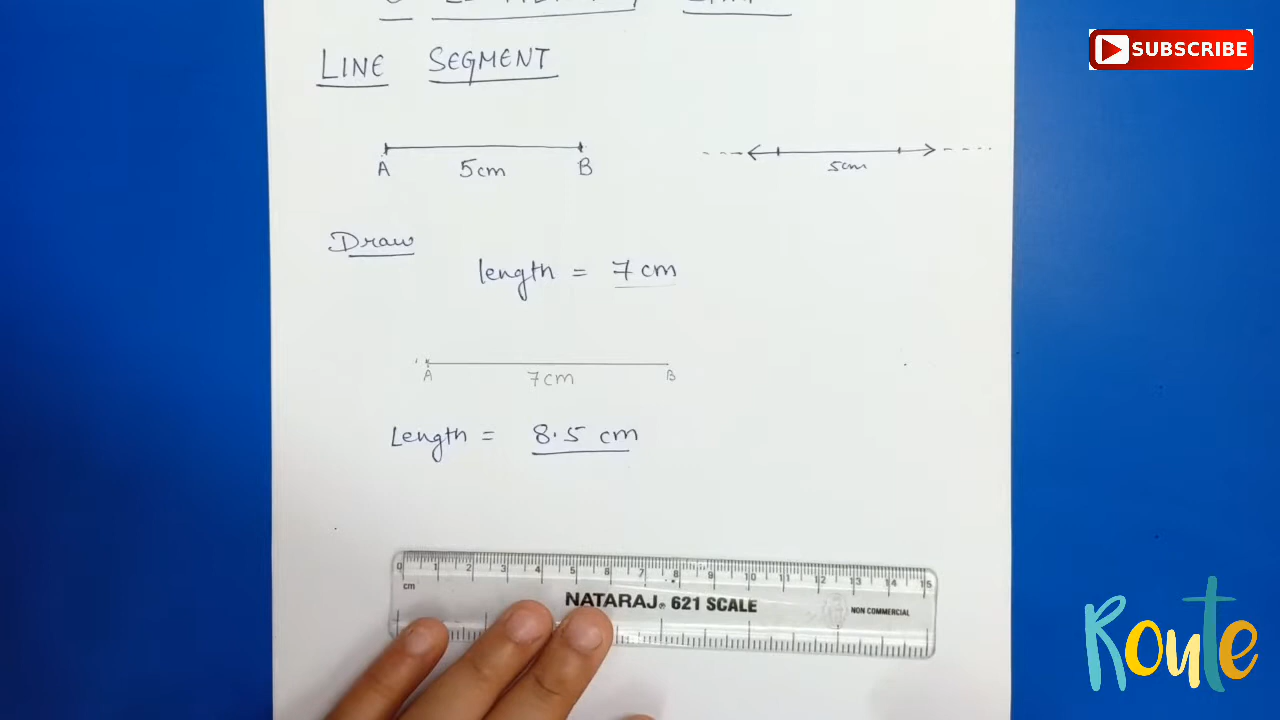 SUBSCRIBE
LINE SEGMENT
A 5cm B
5cm
Draw
length = 7 cm
A 7cm B
Length = 8.5 cm
0 1 2 3 4 5 6 7 8 9 10 11 12 13 14 15
cm
NATARAJ® 621 SCALE
NON COMMERCIAL
Route